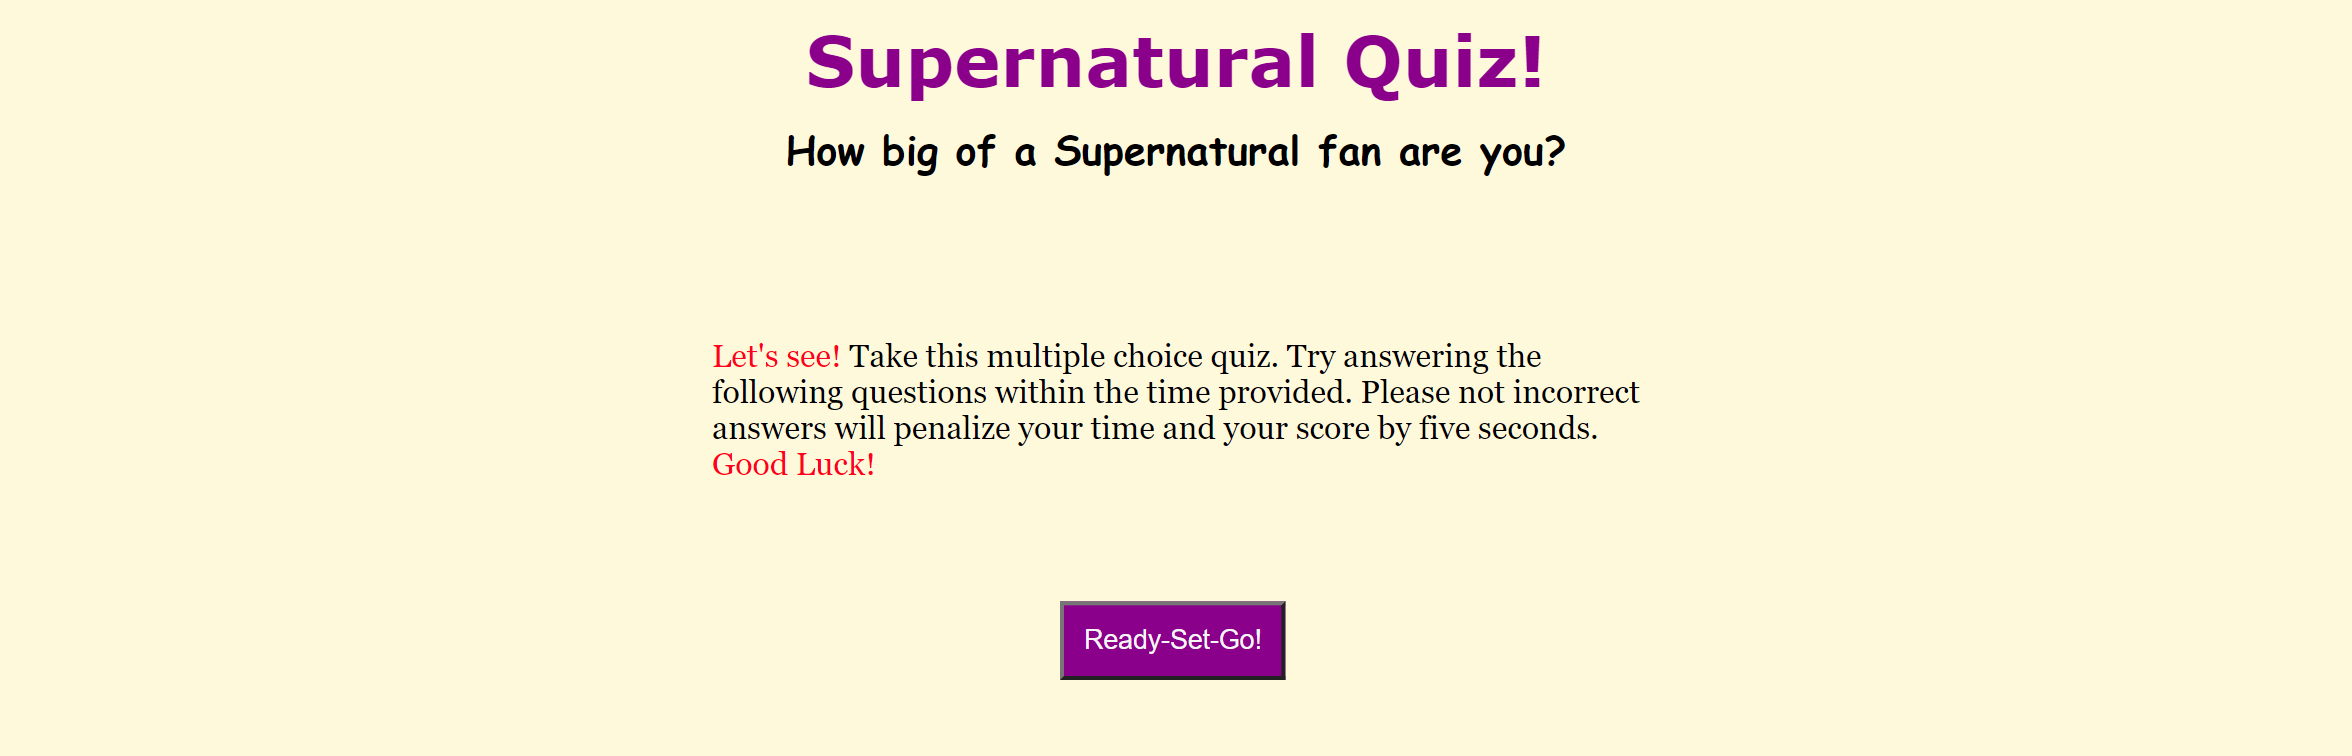 Supernatural Quiz!
How big of a Supernatural fan are you?
Let's see! Take this multiple choice quiz. Try answering the
following questions within the time provided. Please not incorrect
answers will penalize your time and your score by five seconds.
Good Luck!
Ready-Set-Go!